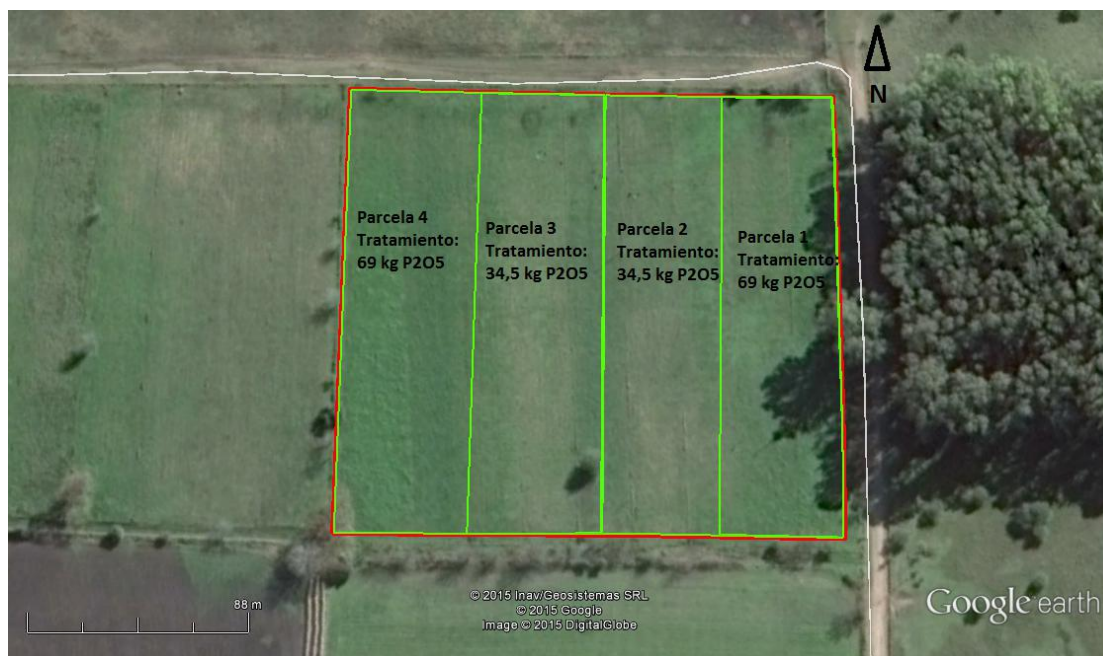 N
Parcela 4
Tratamiento:
69 kg P2O5
Parcela 3
Tratamiento:
34,5 kg P2O5
Parcela 2
Tratamiento:
34,5 kg P2O5
Parcela 1
Tratamiento:
69 kg P2O5
88 m
© 2015 Inav/Geosistemas SRL
© 2015 Google
Image © 2015 DigitalGlobe
Google earth